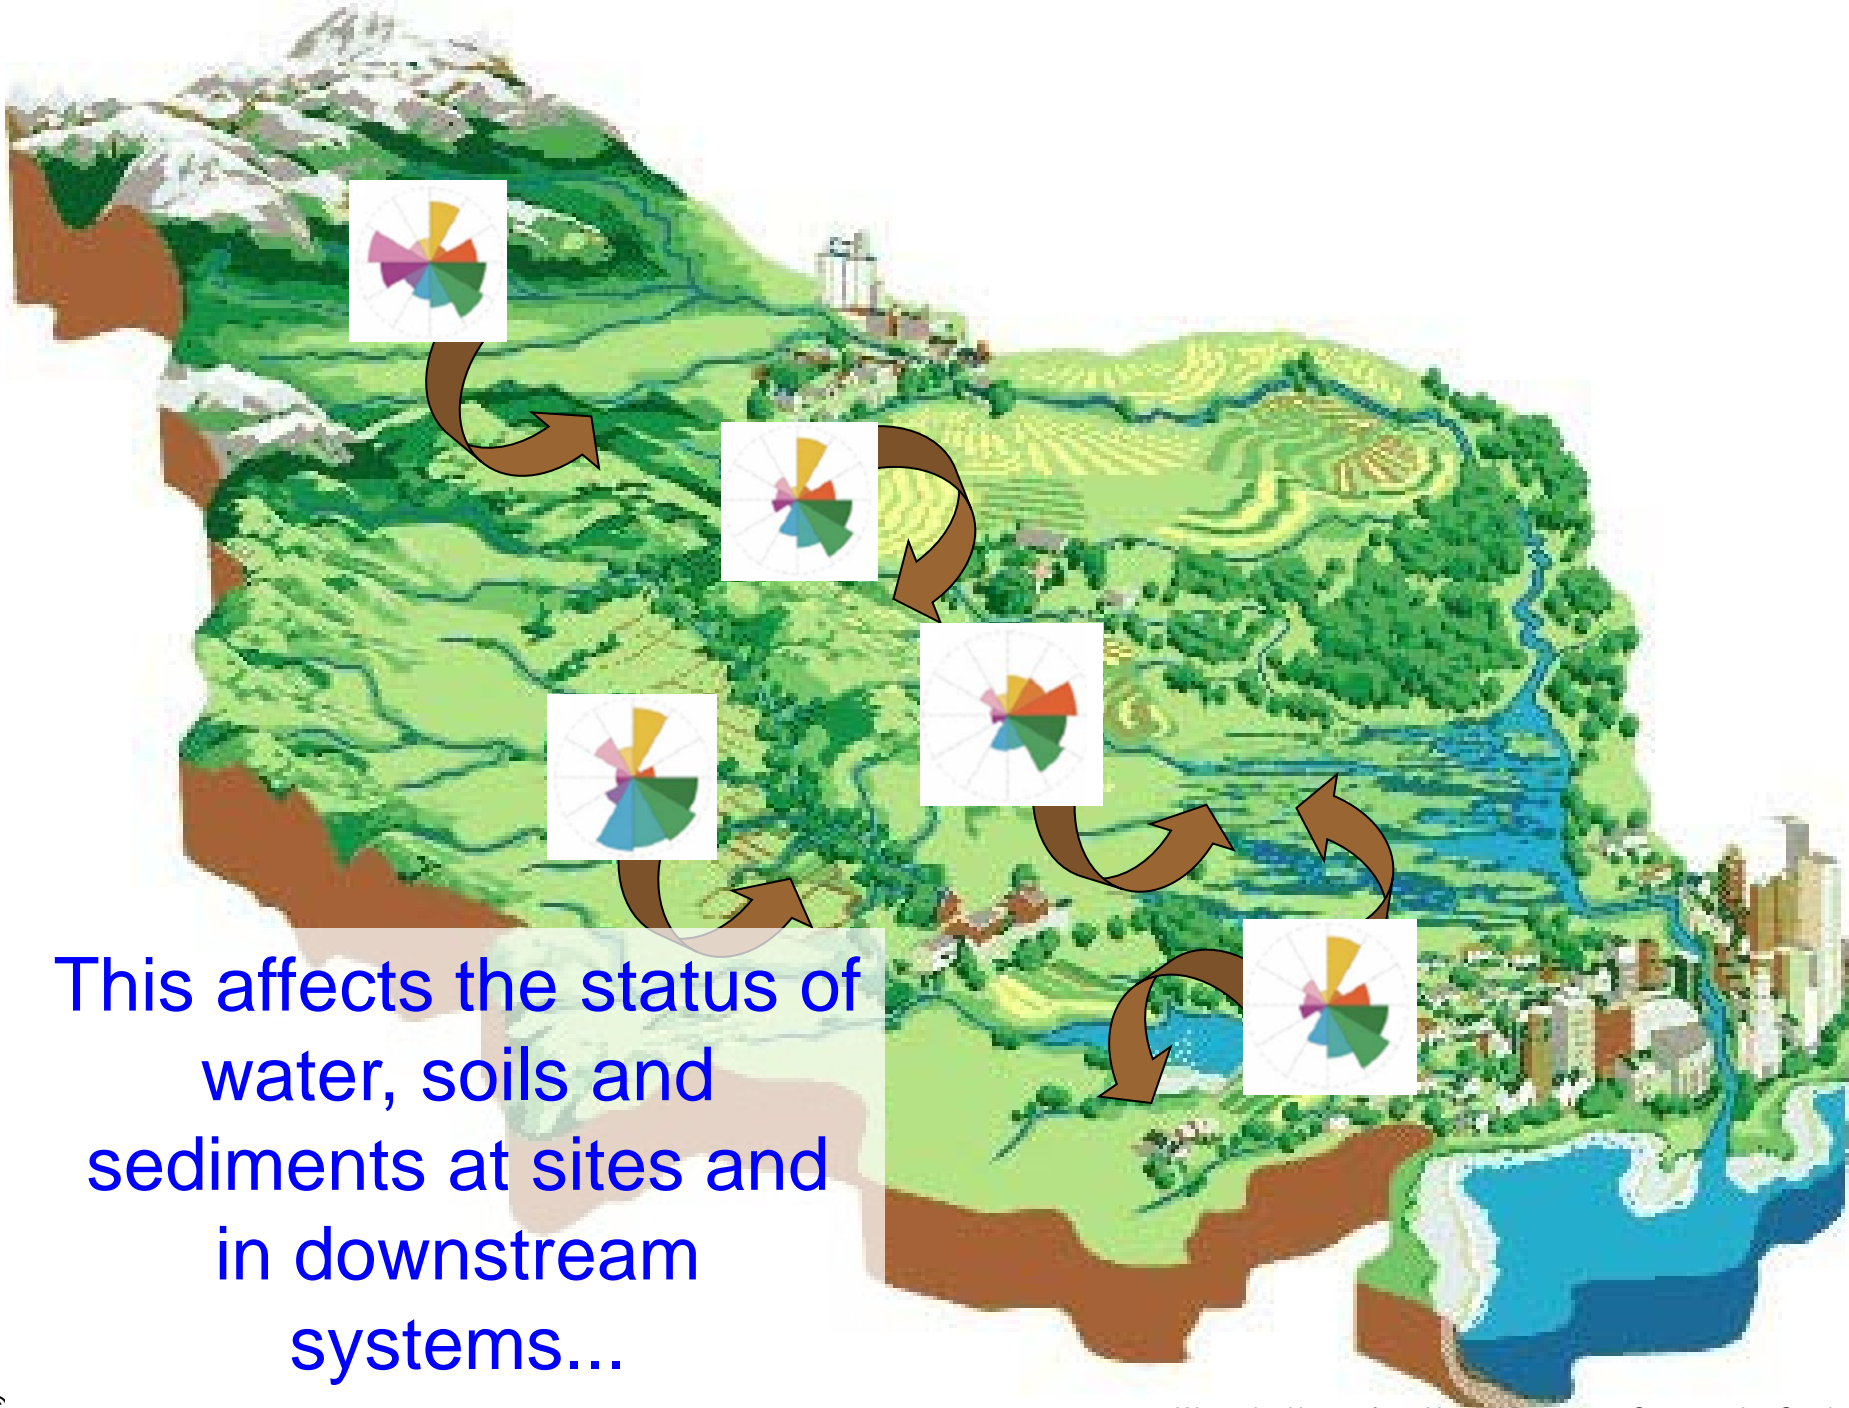 This affects the status of
water, soils and
sediments at sites and
in downstream
systems...